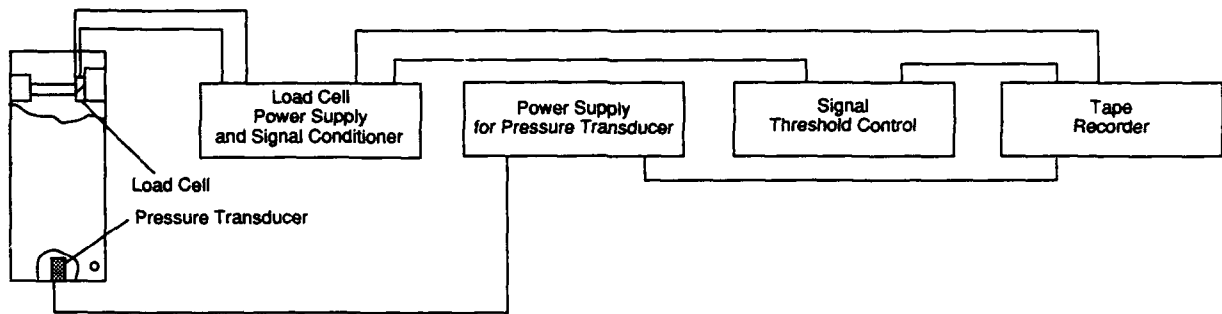 Load Cell
Power Supply
and Signal Conditioner
Power Supply
for Pressure Transducer
Signal
Threshold Control
Tape
Recorder
Load Cell
Pressure Transducer